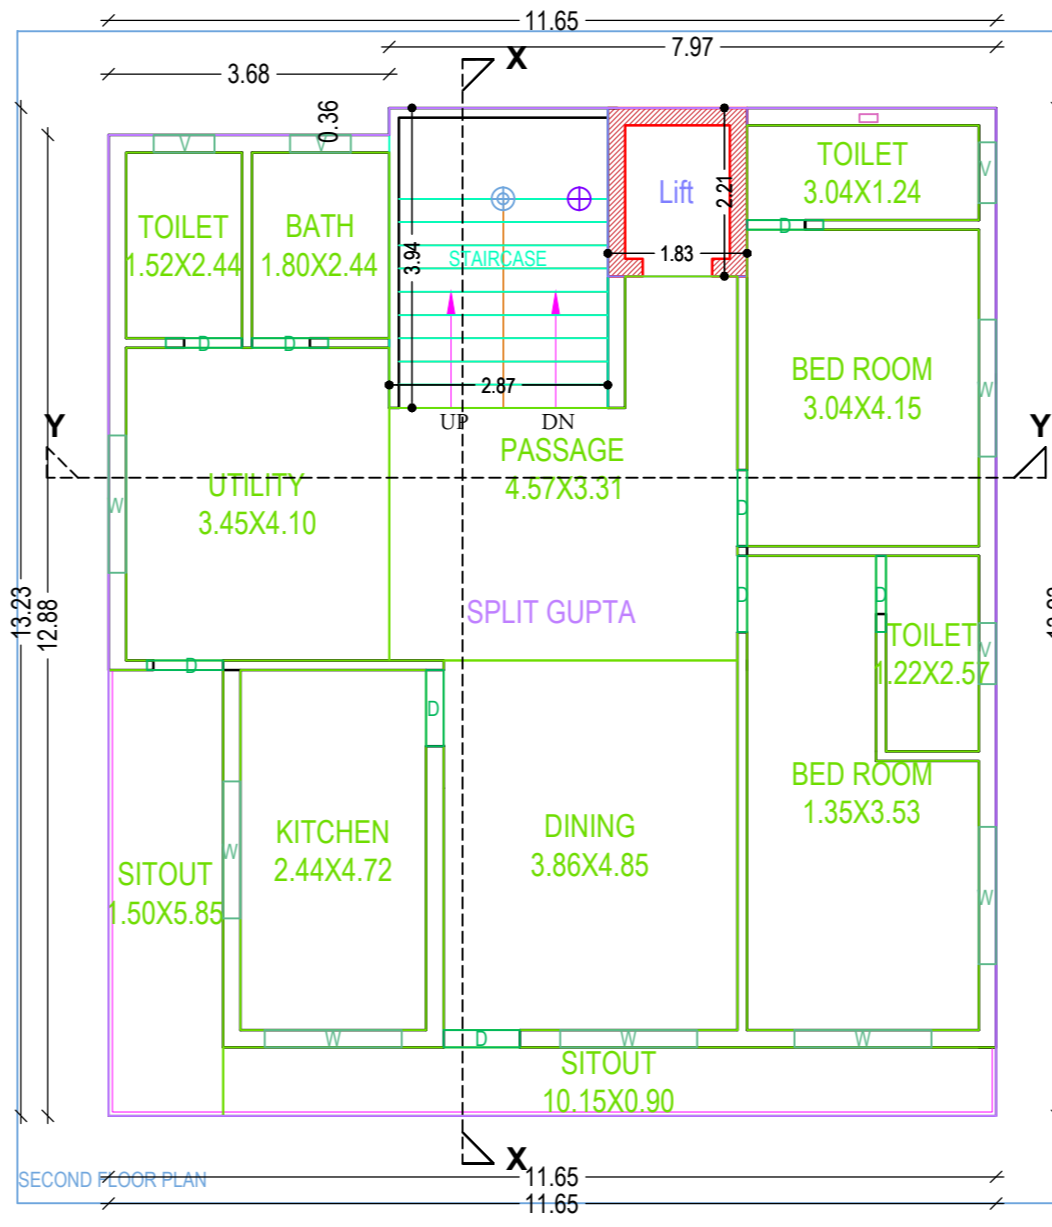 11.65
7.97
3.68
X
0.36
V
V
TOILET
3.04X1.24
V
Lift
2.21
TOILET
1.52X2.44
BATH
1.80X2.44
D
3.94
STAIRCASE
1.83
D
D
BED ROOM
3.04X4.15
W
2.87
UP
DN
Y
Y
PASSAGE
4.57X3.31
UTILITY
3.45X4.10
W
D
13.23
12.88
D
SPLIT GUPTA
TOILET
1.22X2.57
V
D
D
D
BED ROOM
1.35X3.53
KITCHEN
2.44X4.72
DINING
3.86X4.85
W
SITOUT
1.50X5.85
W
W
D
W
W
SITOUT
10.15X0.90
X
SECOND FLOOR PLAN
11.65
11.65